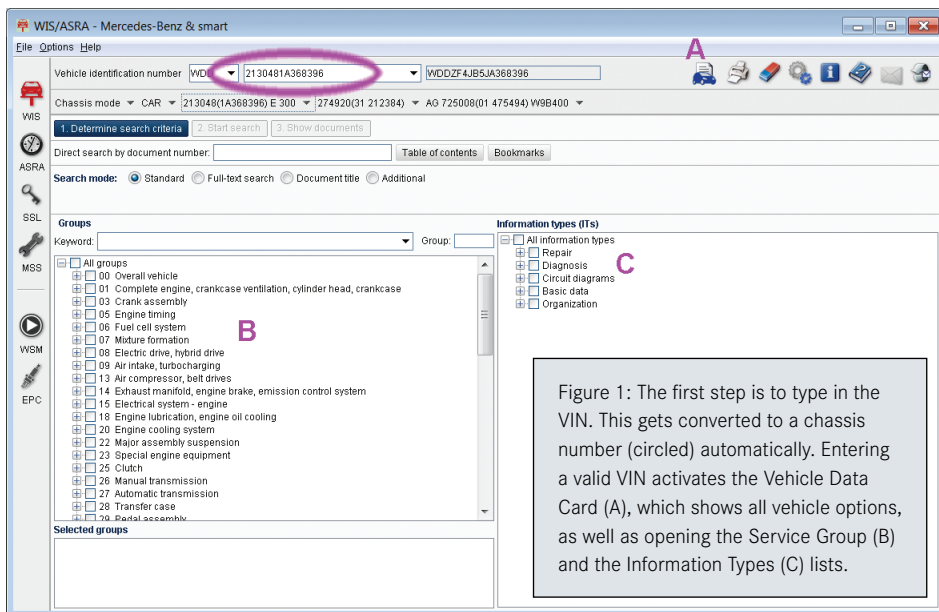 WIS/ASRA - Mercedes-Benz & smart
File Options Help
A
Vehicle identification number WDD 2130481A368396 WDDZF4JB5JA368396
Chassis mode CAR 213048(1A368396) E 300 274920(31 212384) AG 725008(01 475494) W9B400
WIS
1. Determine search criteria 2. Start search 3. Show documents
Direct search by document number: Table of contents Bookmarks
ASRA
Search mode: Standard Full-text search Document title Additional
SSL
Groups
Keyword: Group:
MSS
All groups
00 Overall vehicle
01 Complete engine, crankcase ventilation, cylinder head, crankcase
03 Crank assembly
05 Engine timing
06 Fuel cell system
B
07 Mixture formation
WSM
08 Electric drive, hybrid drive
09 Air intake, turbocharging
13 Air compressor, belt drives
14 Exhaust manifold, engine brake, emission control system
EPC
15 Electrical system - engine
18 Engine lubrication, engine oil cooling
20 Engine cooling system
22 Major assembly suspension
23 Special engine equipment
25 Clutch
26 Manual transmission
27 Automatic transmission
28 Transfer case
29 Pedal assembly
Selected groups
Information types (ITs)
All information types
Repair
Diagnosis
C
Circuit diagrams
Basic data
Organization
Figure 1: The first step is to type in the
VIN. This gets converted to a chassis
number (circled) automatically. Entering
a valid VIN activates the Vehicle Data
Card (A), which shows all vehicle options,
as well as opening the Service Group (B)
and the Information Types (C) lists.